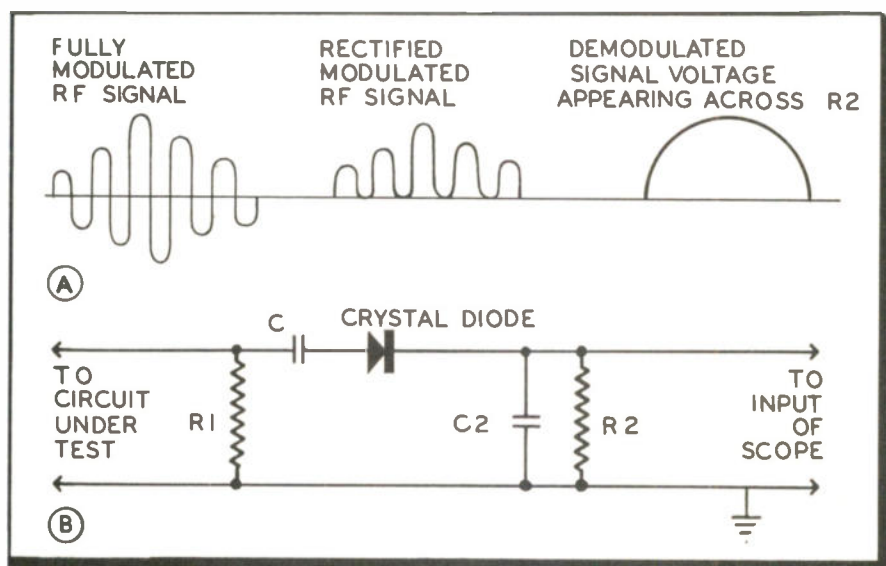 FULLY
MODULATED
RF SIGNAL
RECTIFIED
MODULATED
RF SIGNAL
DEMODULATED
SIGNAL VOLTAGE
APPEARING ACROSS R2
A
C
CRYSTAL DIODE
TO
CIRCUIT
UNDER
TEST
R1
C2
R2
TO
INPUT
OF
SCOPE
B